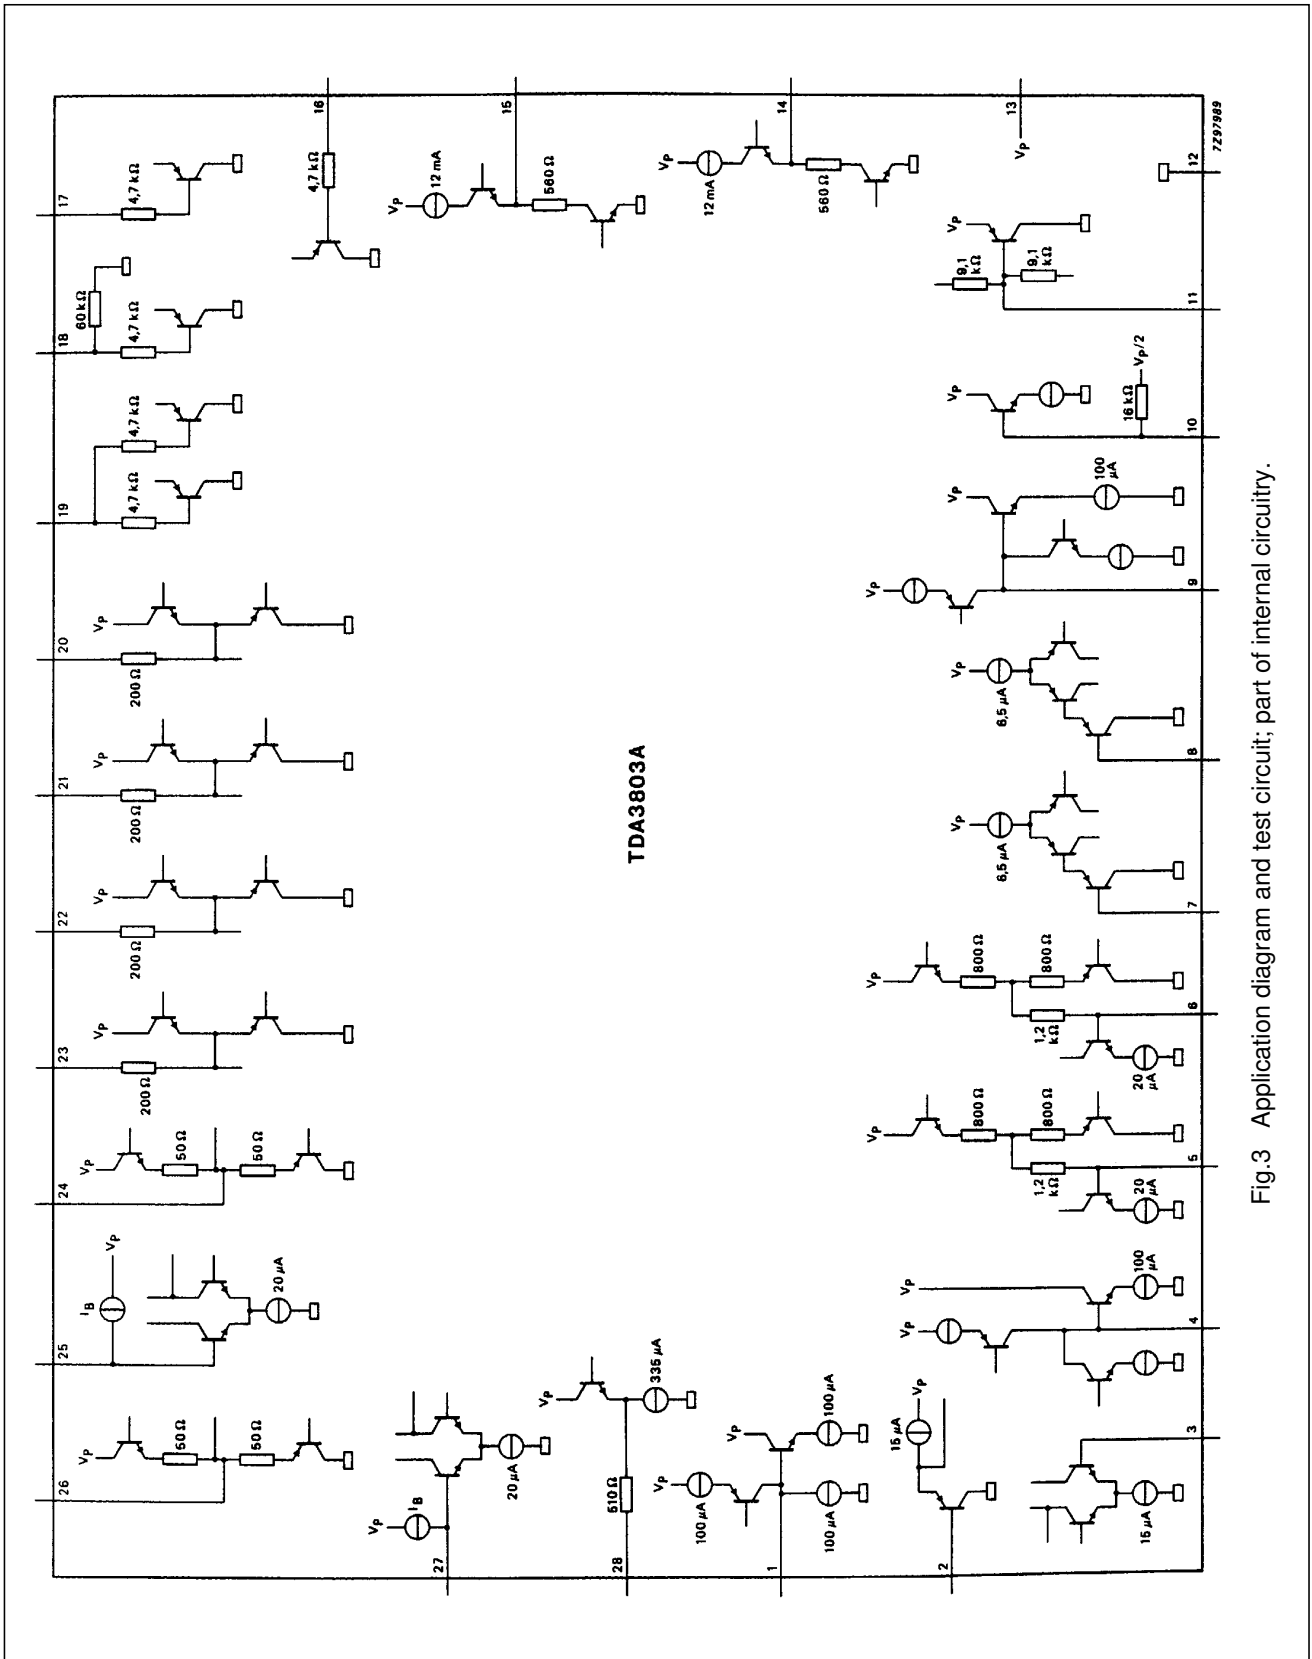 17
4,7 kΩ
18
60 kΩ
4,7 kΩ
19
4,7 kΩ
4,7 kΩ
20
200 Ω
VP
21
200 Ω
VP
22
200 Ω
VP
23
200 Ω
VP
24
VP
50 Ω
50 Ω
25
IB
VP
20 µA
26
VP
50 Ω
50 Ω
16
4,7 kΩ
15
VP
12 mA
560 Ω
14
VP
12 mA
560 Ω
13
VP
12
7Z97989
TDA3803A
27
VP
IB
20 µA
28
VP
510 Ω
335 µA
1
VP
100 µA
VP
100 µA
100 µA
2
15 µA
VP
3
15 µA
4
VP
VP
100 µA
5
VP
800 Ω
800 Ω
1,2 kΩ
20 µA
6
VP
800 Ω
800 Ω
1,2 kΩ
20 µA
7
VP
6,5 µA
8
VP
6,5 µA
9
VP
VP
100 µA
10
VP
16 kΩ
VP/2
11
VP
9,1 kΩ
9,1 kΩ
Fig.3 Application diagram and test circuit; part of internal circuitry.